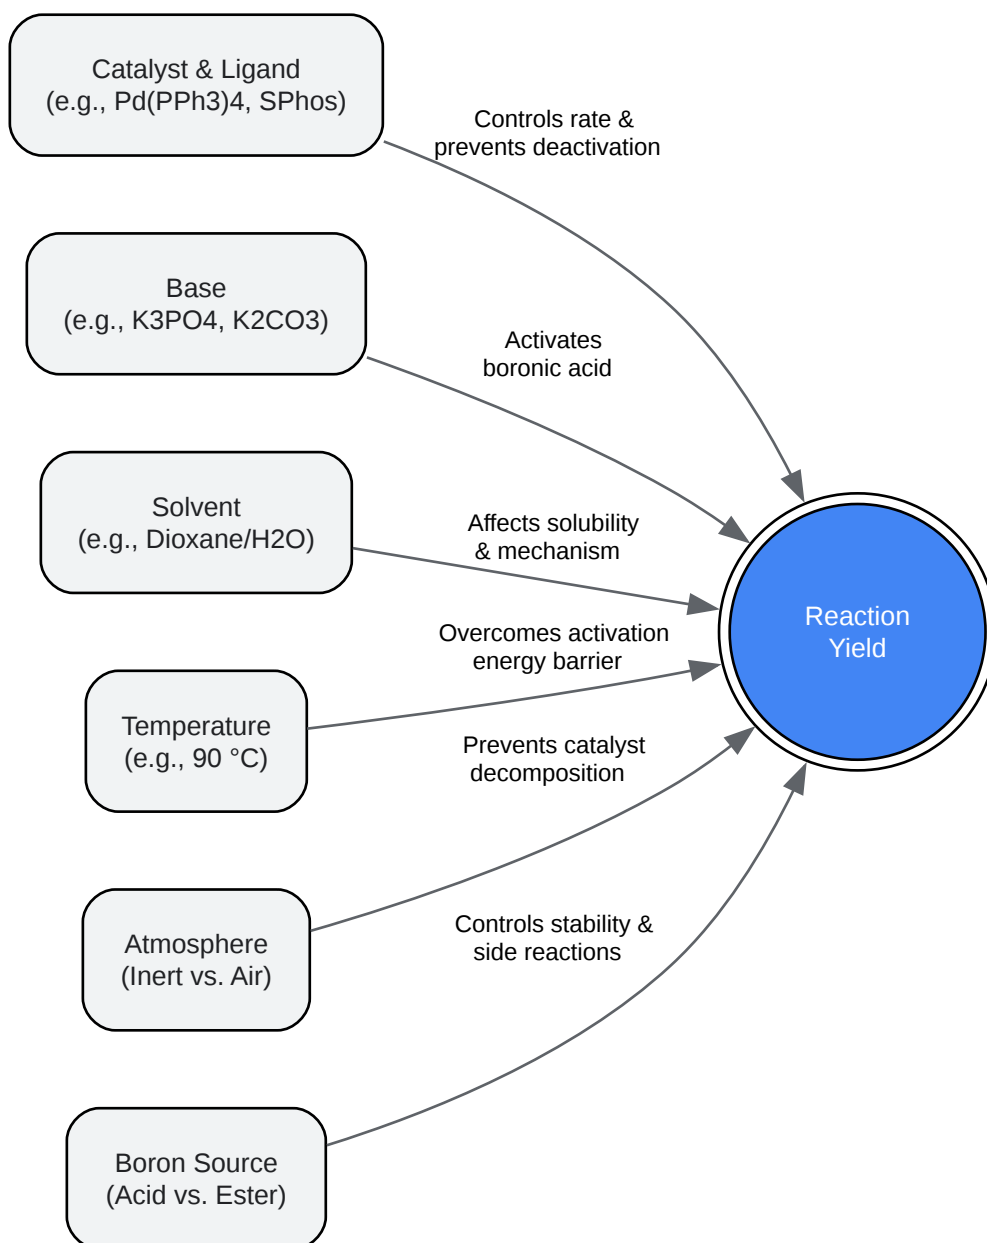 Catalyst & Ligand
(e.g., Pd(PPh3)4, SPhos)
Controls rate &
prevents deactivation
Base
(e.g., K3PO4, K2CO3)
Activates
boronic acid
Solvent
(e.g., Dioxane/H2O)
Affects solubility
& mechanism
Reaction
Yield
Overcomes activation
energy barrier
Temperature
(e.g., 90 °C)
Prevents catalyst
decomposition
Atmosphere
(Inert vs. Air)
Controls stability &
side reactions
Boron Source
(Acid vs. Ester)